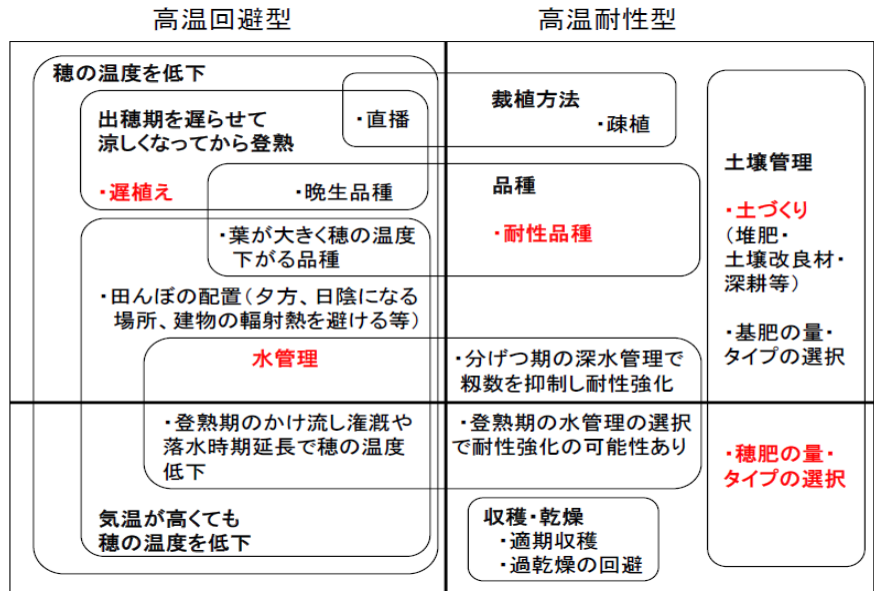 高温回避型
高温耐性型
穂の温度を低下
出穂期を遅らせて
涼しくなってから登熟
・遅植え
・晩生品種
・直播
栽植方法
・疎植
品種
・耐性品種
・葉が大きく穂の温度
下がる品種
・田んぼの配置(夕方、日陰になる
場所、建物の輻射熱を避ける等)
水管理
・分げつ期の深水管理で
籾数を抑制し耐性強化
・登熟期のかけ流し灌漑や
落水時期延長で穂の温度
低下
・登熟期の水管理の選択
で耐性強化の可能性あり
気温が高くても
穂の温度を低下
収穫・乾燥
・適期収穫
・過乾燥の回避
土壌管理
・土づくり
(堆肥・
土壌改良材・
深耕等)
・基肥の量・
タイプの選択
・穂肥の量・
タイプの選択